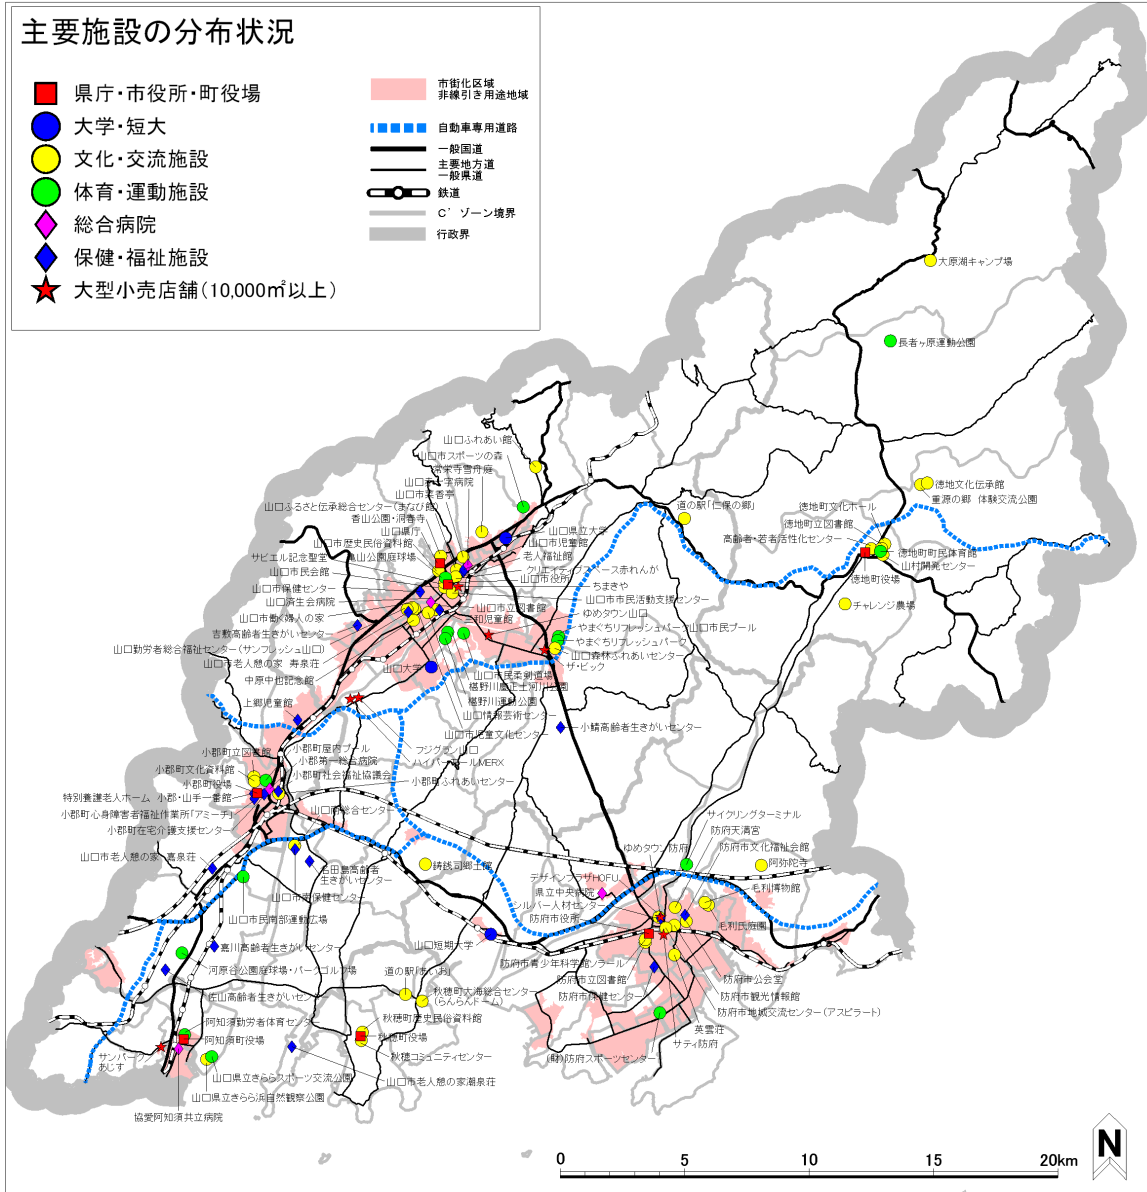 主要施設の分布状況
県庁・市役所・町役場
大学・短大
文化・交流施設
体育・運動施設
総合病院
保健・福祉施設
大型小売店舗（10,000㎡以上）
市街化区域
非線引き用途地域
自動車専用道路
一般国道
主要地方道
一般県道
鉄道
C’ゾーン境界
行政界
大原湖キャンプ場
長者ヶ原運動公園
山口ふれあい館
山口市スポーツの森
常栄寺雪舟庭
山口赤十字病院
山口市菜香亭
山口ふるさと伝承総合センター（まなび館）
香山公園・洞春寺
山口県庁
山口市歴史民俗資料館
サビエル記念聖堂
亀山公園庭球場
山口市民会館
山口市保健センター
山口済生会病院
山口市働く婦人の家
吉敷高齢者生きがいセンター
山口勤労者総合福祉センター（サンフレッシュ山口）
山口市老人憩の家 寿泉荘
中原中也記念館
上郷児童館
山口県立大学
山口市児童館
老人福祉館
クリエイティブスペース赤れんが
山口市役所
ちまきや
山口市市民活動支援センター
山口市立図書館
ゆめタウン山口
三和児童館
やまぐちリフレッシュパーク山口市民プール
やまぐちリフレッシュパーク
山口森林ふれあいセンター
ザ・ビック
山口大学
山口市民柔剣道場
椹野川慶正土河川公園
椹野川運動公園
山口情報芸術センター
山口市児童文化センター
小鯖高齢者生きがいセンター
フジグラン山口
ハイパーモールMERX
道の駅「仁保の郷」
徳地文化伝承館
重源の郷 体験交流公園
徳地町文化ホール
徳地町立図書館
高齢者・若者活性化センター
徳地町町民体育館
山村開発センター
徳地町役場
チャレンジ農場
小郡町立図書館
小郡町屋内プール
小郡第一総合病院
小郡町文化資料館
小郡町社会福祉協議会
小郡町役場
小郡町ふれあいセンター
特別養護老人ホーム 小郡・山手一番館
小郡町心身障害者福祉作業所「アミーチ」
小郡町在宅介護支援センター
山口南総合センター
山口市老人憩の家 嘉泉荘
名田島高齢者
生きがいセンター
鋳銭司郷土館
山口市南保健センター
山口市民南部運動広場
嘉川高齢者生きがいセンター
河原谷公園庭球場・パークゴルフ場
佐山高齢者生きがいセンター
阿知須勤労者体育センター
阿知須町役場
サンパーク
あじす
山口県立きららスポーツ交流公園
山口県立きらら浜自然観察公園
協愛阿知須共立病院
山口短期大学
道の駅「あいお」
秋穂町大海総合センター
（らんらんドーム）
秋穂町歴史民俗資料館
秋穂町役場
秋穂コミュニティセンター
山口市老人憩の家潮泉荘
サイクリングターミナル
防府天満宮
ゆめタウン防府
防府市文化福祉会館
阿弥陀寺
デザインプラザHOFU
毛利博物館
県立中央病院
シルバー人材センター
防府市役所
毛利氏庭園
防府市青少年科学館ソラール
防府市公会堂
防府市立図書館
防府市観光情報館
防府市保健センター
防府市地域交流センター（アスピラート）
英雲荘
サティ防府
（財）防府スポーツセンター
N
0
5
10
15
20km